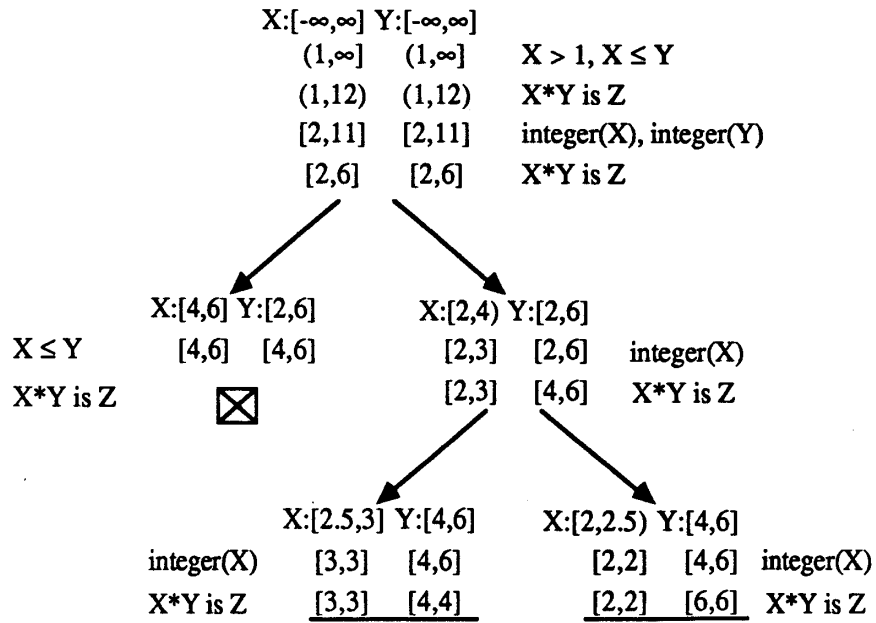 X:[-∞,∞] Y:[-∞,∞]
(1,∞] (1,∞] X > 1, X ≤ Y
(1,12) (1,12) X*Y is Z
[2,11] [2,11] integer(X), integer(Y)
[2,6] [2,6] X*Y is Z
X:[4,6] Y:[2,6]
X ≤ Y [4,6] [4,6]
X*Y is Z
X:[2,4) Y:[2,6]
[2,3] [2,6] integer(X)
[2,3] [4,6] X*Y is Z
X:[2.5,3] Y:[4,6]
integer(X) [3,3] [4,6]
X*Y is Z [3,3] [4,4]
X:[2,2.5) Y:[4,6]
[2,2] [4,6] integer(X)
[2,2] [6,6] X*Y is Z